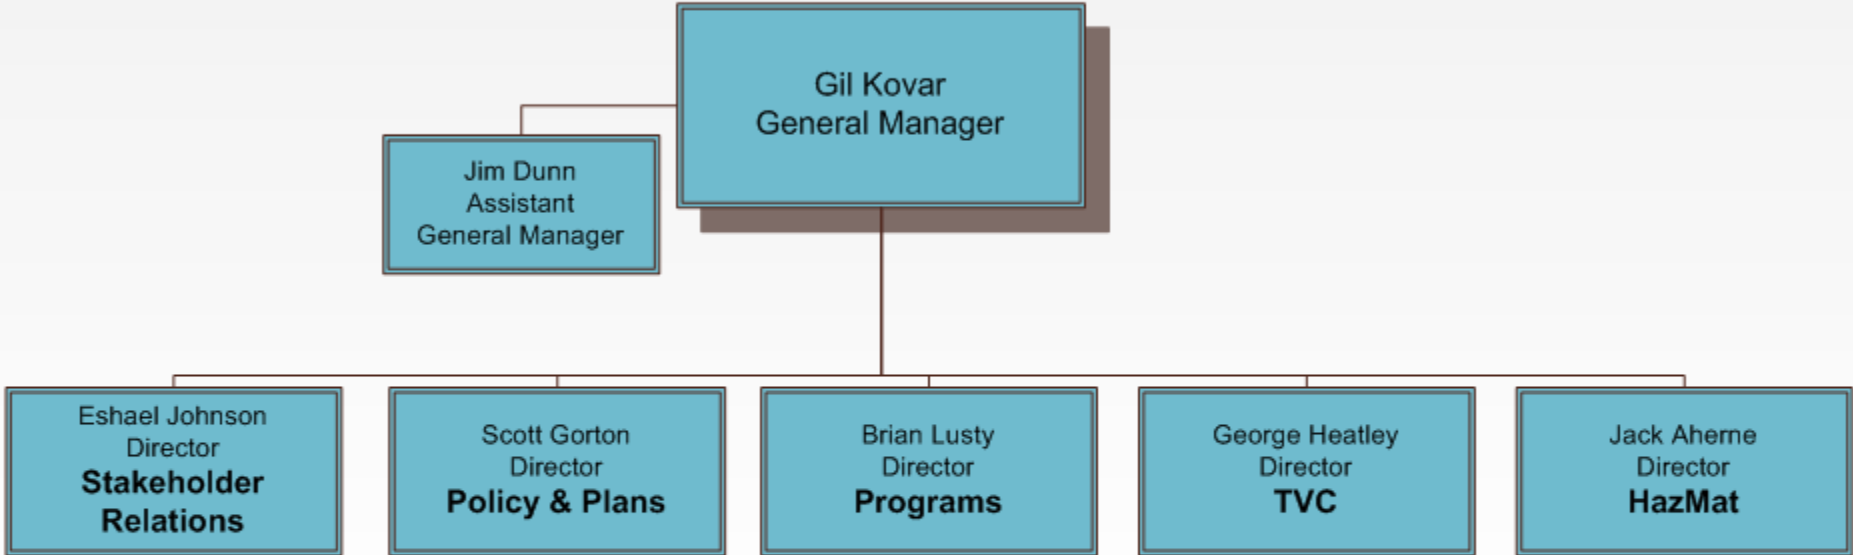 Gil Kovar
General Manager
Jim Dunn
Assistant
General Manager
Eshael Johnson
Director
Stakeholder
Relations
Scott Gorton
Director
Policy & Plans
Brian Lusty
Director
Programs
George Heatley
Director
TVC
Jack Aherne
Director
HazMat